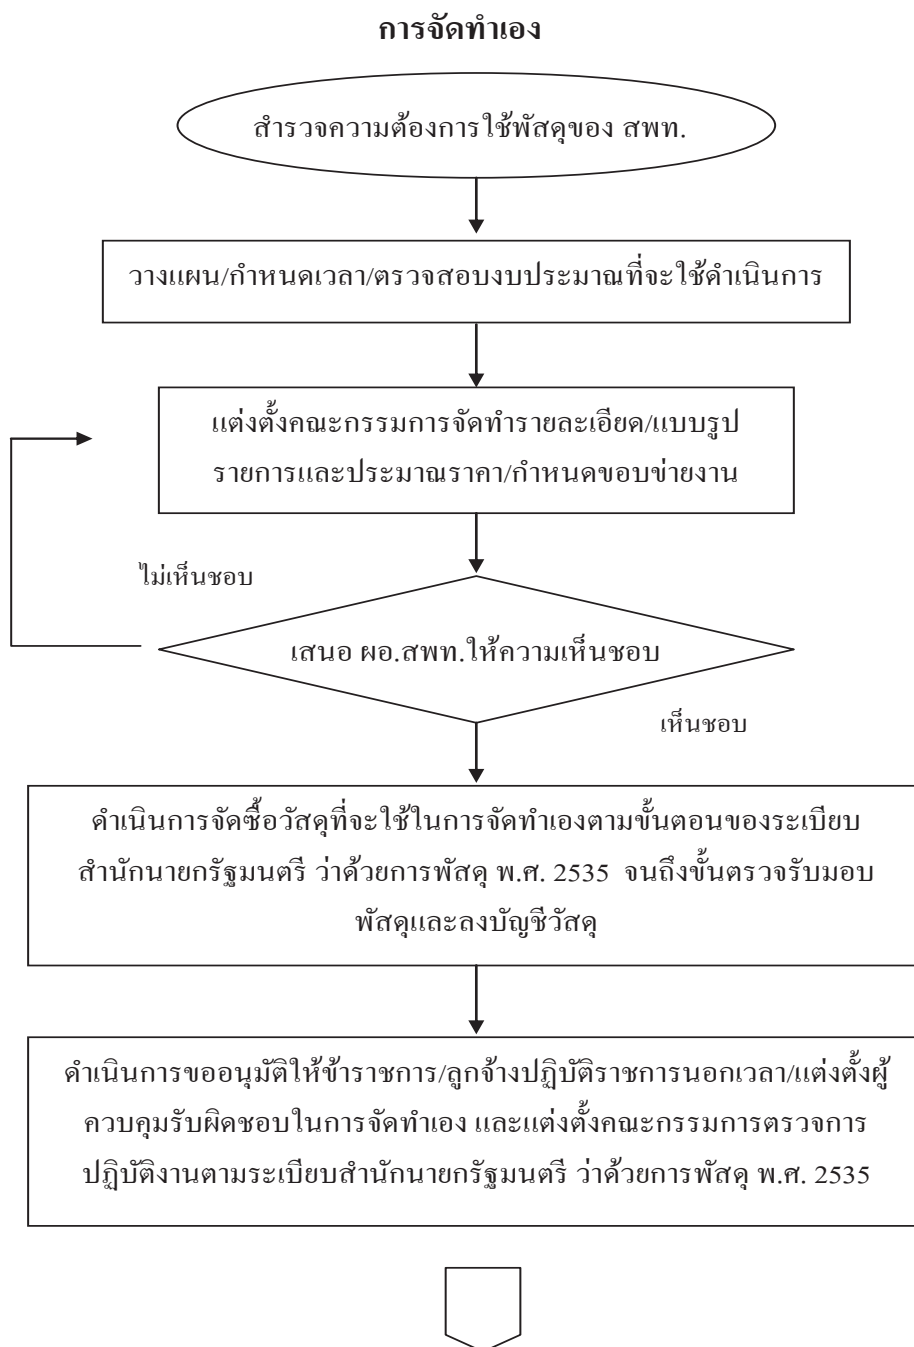 การจัดทำเอง
สำรวจความต้องการใช้พัสดุของ สพท.
วางแผน/กำหนดเวลา/ตรวจสอบงบประมาณที่จะใช้ดำเนินการ
แต่งตั้งคณะกรรมการจัดทำรายละเอียด/แบบรูป
รายการและประมาณราคา/กำหนดขอบข่ายงาน
ไม่เห็นชอบ
เสนอ ผอ.สพท.ให้ความเห็นชอบ
เห็นชอบ
ดำเนินการจัดซื้อวัสดุที่จะใช้ในการจัดทำเองตามขั้นตอนของระเบียบ
สำนักนายกรัฐมนตรี ว่าด้วยการพัสดุ พ.ศ. 2535 จนถึงขั้นตรวจรับมอบ
พัสดุและลงบัญชีวัสดุ
ดำเนินการขออนุมัติให้ข้าราชการ/ลูกจ้างปฏิบัติราชการนอกเวลา/แต่งตั้งผู้
ควบคุมรับผิดชอบในการจัดทำเอง และแต่งตั้งคณะกรรมการตรวจการ
ปฏิบัติงานตามระเบียบสำนักนายกรัฐมนตรี ว่าด้วยการพัสดุ พ.ศ. 2535